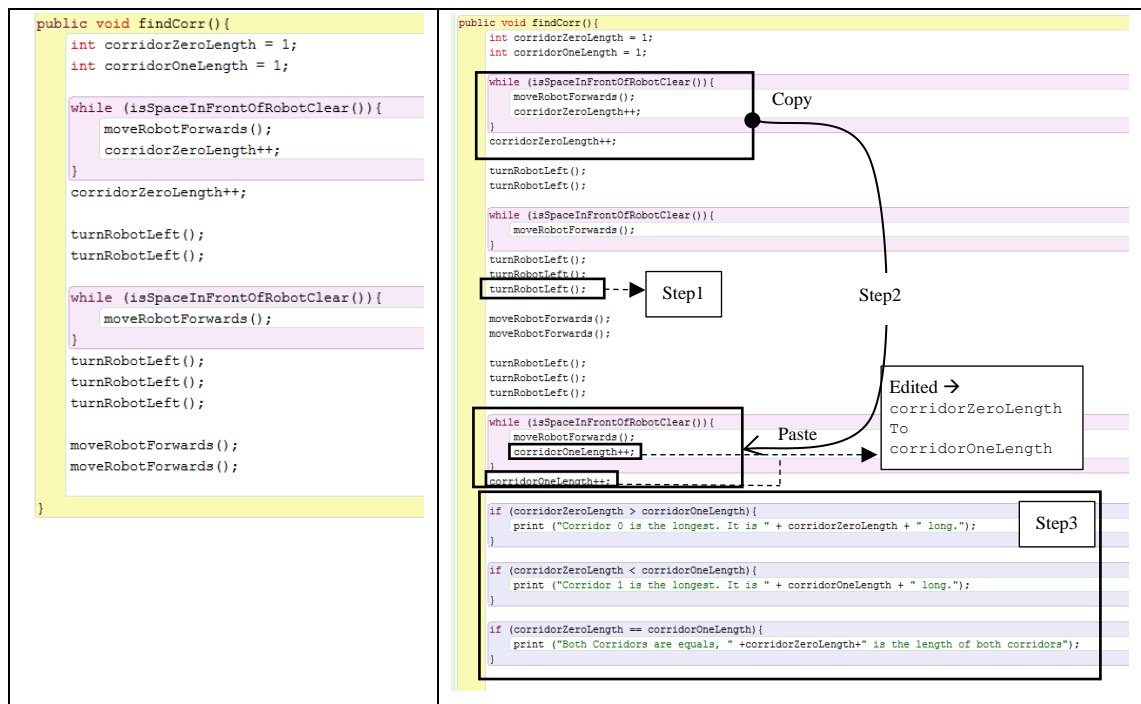 public void findCorr(){
int corridorZeroLength = 1;
int corridorOneLength = 1;
while (isSpaceInFrontOfRobotClear()){
moveRobotForwards();
corridorZeroLength++;
}
corridorZeroLength++;
turnRobotLeft();
turnRobotLeft();
while (isSpaceInFrontOfRobotClear()){
moveRobotForwards();
}
turnRobotLeft();
turnRobotLeft();
turnRobotLeft();
moveRobotForwards();
moveRobotForwards();
}
public void findCorr(){
int corridorZeroLength = 1;
int corridorOneLength = 1;
while (isSpaceInFrontOfRobotClear()){
moveRobotForwards();
corridorZeroLength++;
}
corridorZeroLength++;
Copy
turnRobotLeft();
turnRobotLeft();
while (isSpaceInFrontOfRobotClear()){
moveRobotForwards();
}
turnRobotLeft();
turnRobotLeft();
turnRobotLeft();
Step1
Step2
moveRobotForwards();
moveRobotForwards();
turnRobotLeft();
turnRobotLeft();
turnRobotLeft();
Edited →
corridorZeroLength
To
corridorOneLength
while (isSpaceInFrontOfRobotClear()){
moveRobotForwards();
corridorOneLength++;
}
corridorOneLength++;
Paste
if (corridorZeroLength > corridorOneLength){
print ("Corridor 0 is the longest. It is " + corridorZeroLength + " long.");
}
Step3
if (corridorZeroLength < corridorOneLength){
print ("Corridor 1 is the longest. It is " + corridorOneLength + " long.");
}
if (corridorZeroLength == corridorOneLength){
print ("Both Corridors are equals, " +corridorZeroLength+" is the length of both corridors");
}